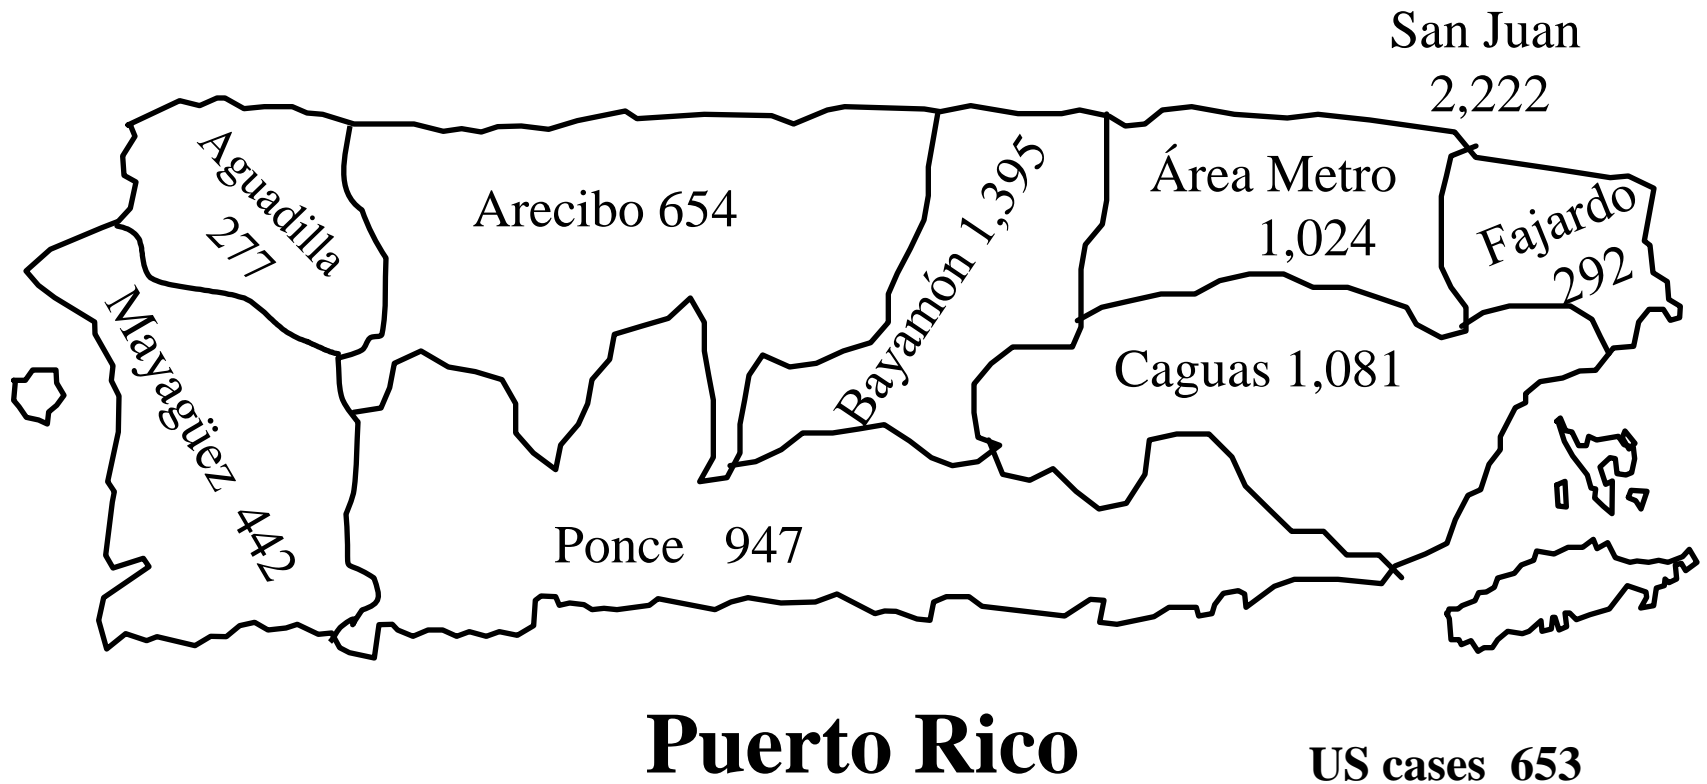 San Juan
2,222
Aguadilla
277
Arecibo 654
Bayamón 1,395
Área Metro
1,024
Fajardo
292
Mayagüez 442
Caguas 1,081
Ponce 947
Puerto Rico
US cases 653